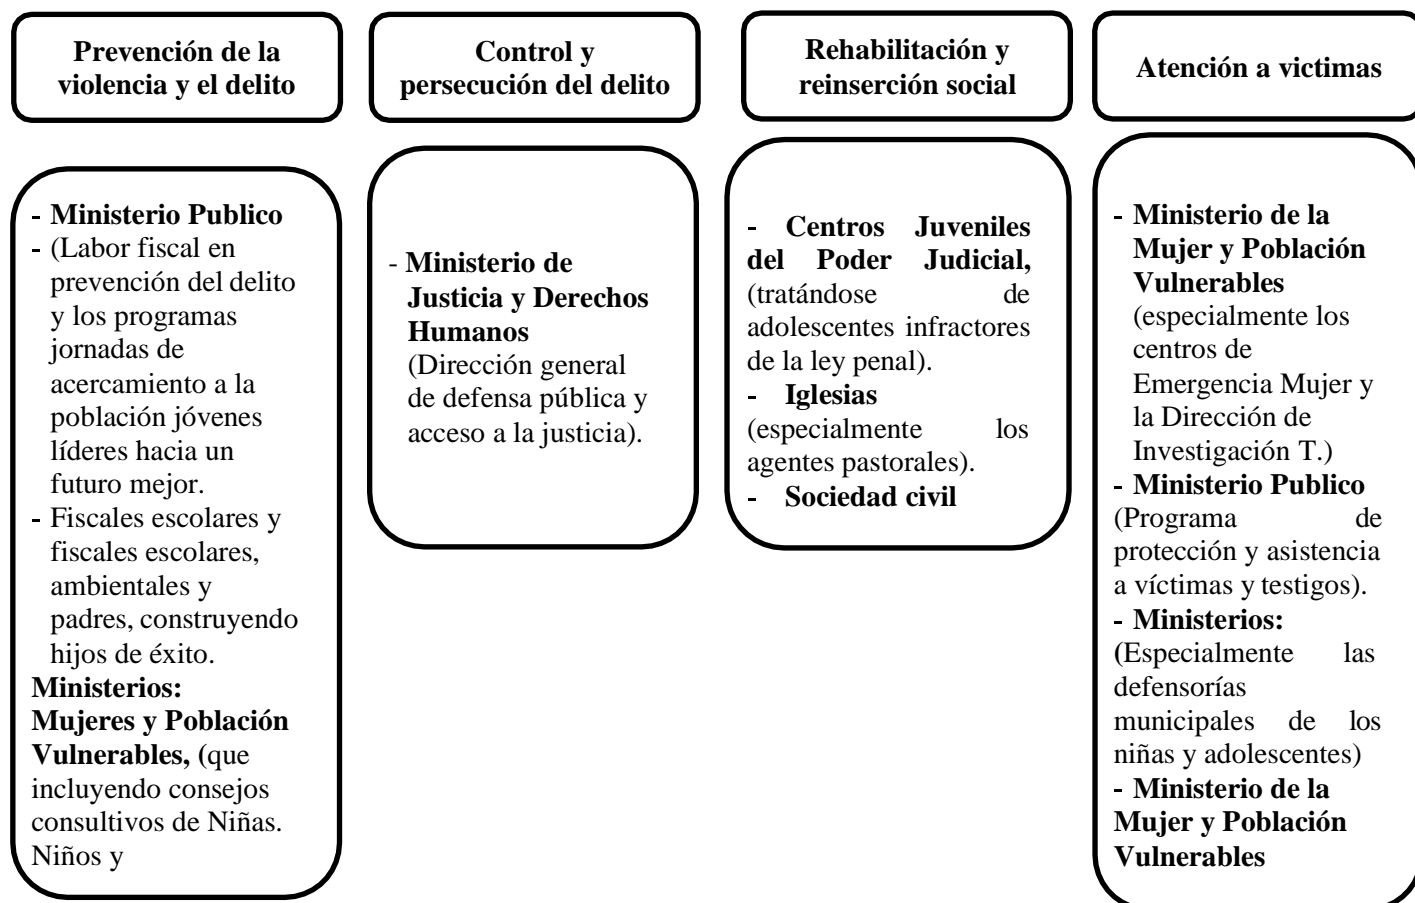 Prevención de la
violencia y el delito
Control y
persecución del delito
Rehabilitación y
reinserción social
Atención a victimas
- Ministerio Publico
- (Labor fiscal en
prevención del delito
y los programas
jornadas de
acercamiento a la
población jóvenes
líderes hacia un
futuro mejor.
- Fiscales escolares y
fiscales escolares,
ambientales y
padres, construyendo
hijos de éxito.
Ministerios:
Mujeres y Población
Vulnerables, (que
incluyendo consejos
consultivos de Niñas.
Niños y
- Ministerio de
Justicia y Derechos
Humanos
(Dirección general
de defensa pública y
acceso a la justicia).
- Centros Juveniles
del Poder Judicial,
(tratándose de
adolescentes infractores
de la ley penal).
- Iglesias
(especialmente los
agentes pastorales).
- Sociedad civil
- Ministerio de la
Mujer y Población
Vulnerables
(especialmente los
centros de
Emergencia Mujer y
la Dirección de
Investigación T.)
- Ministerio Publico
(Programa de
protección y asistencia
a víctimas y testigos).
- Ministerios:
(Especialmente las
defensorías
municipales de los
niñas y adolescentes)
- Ministerio de la
Mujer y Población
Vulnerables